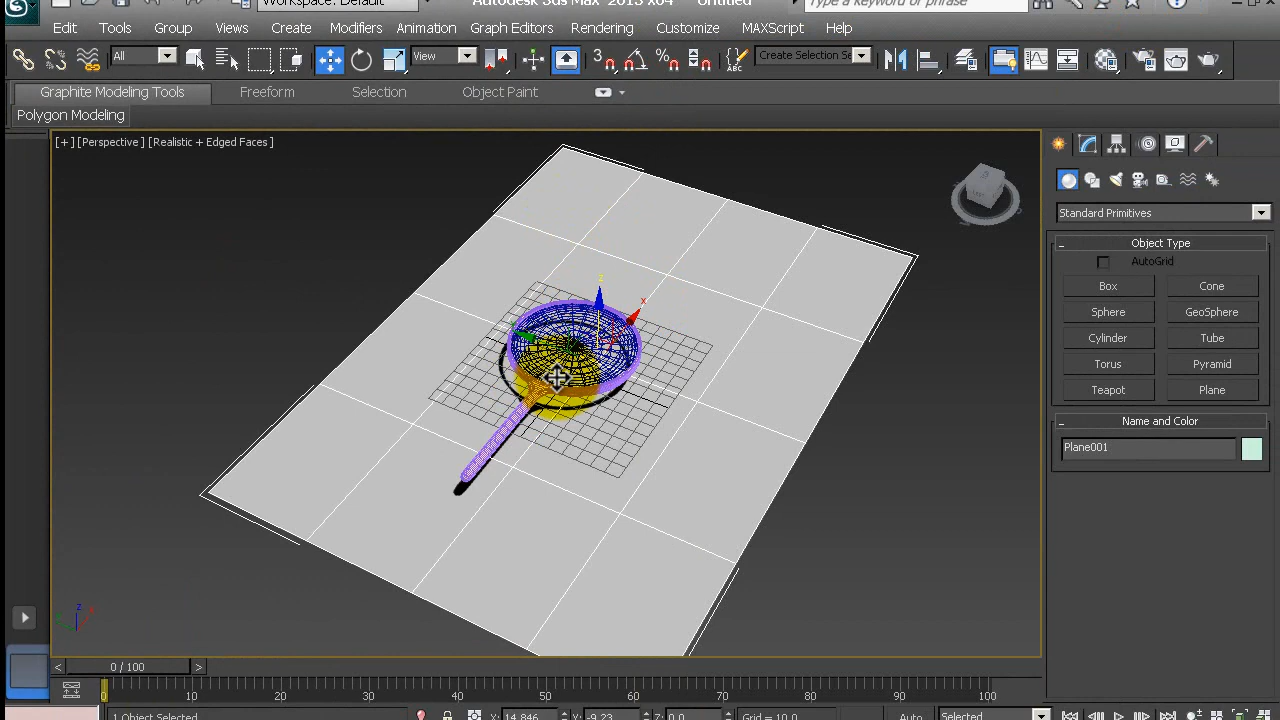 Workspace: Default Autodesk 3ds Max 2013 x64 Untitled Type a keyword or phrase
Edit Tools Group Views Create Modifiers Animation Graph Editors Rendering Customize MAXScript Help
All View 3 ABC Create Selection Se
Graphite Modeling Tools Freeform Selection Object Paint
Polygon Modeling
[+] [Perspective] [Realistic + Edged Faces]
Standard Primitives
Object Type
AutoGrid
Box Cone
Sphere GeoSphere
Cylinder Tube
Torus Pyramid
Teapot Plane
Name and Color
Plane001
z
x
z
< 0 / 100 >
0 10 20 30 40 50 60 70 80 90 100
1 Object Selected X: 14.846 Y: -9.23 Z: 0.0 Grid = 10.0 Auto Selected